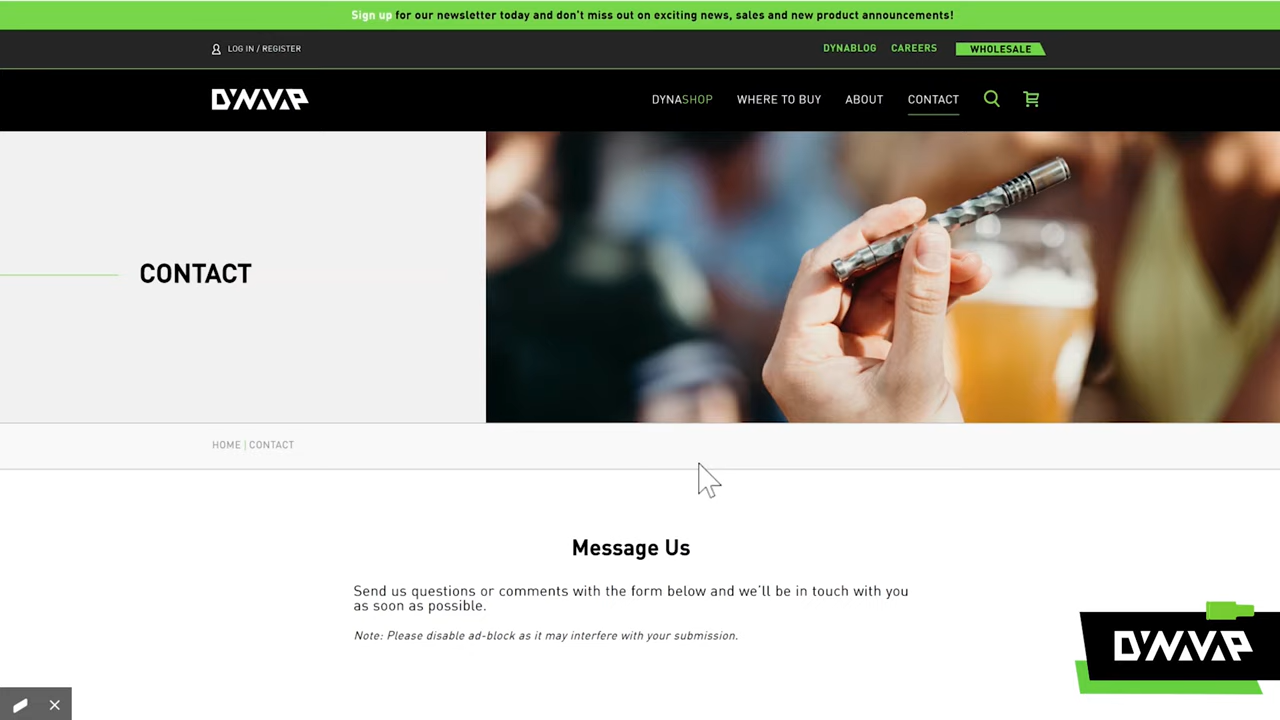 Sign up for our newsletter today and don't miss out on exciting news, sales and new product announcements!
LOG IN / REGISTER
DYNABLOG
CAREERS
WHOLESALE
DYNAVAP
DYNASHOP
WHERE TO BUY
ABOUT
CONTACT
CONTACT
HOME | CONTACT
Message Us
Send us questions or comments with the form below and we'll be in touch with you
as soon as possible.
Note: Please disable ad-block as it may interfere with your submission.
DYNAVAP